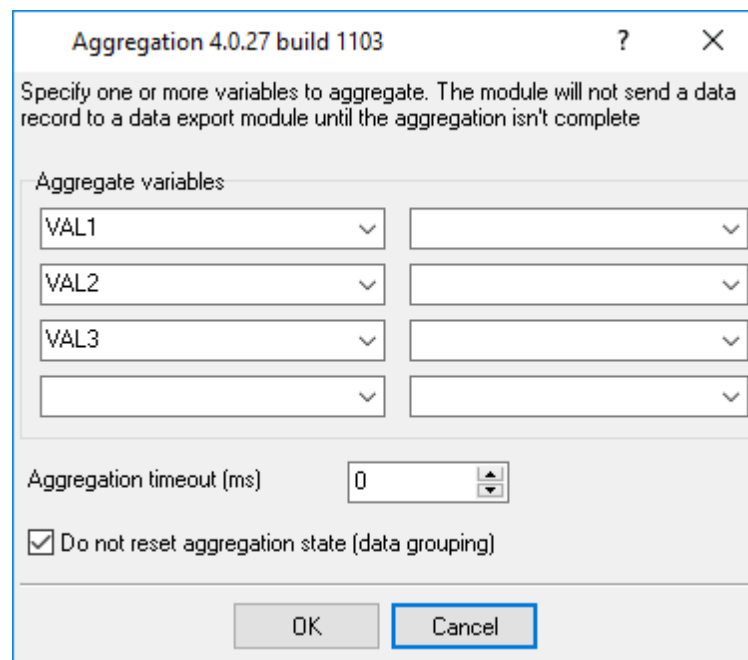 Aggregation 4.0.27 build 1103
?
Specify one or more variables to aggregate. The module will not send a data
record to a data export module until the aggregation isn't complete
Aggregate variables
VAL1
VAL2
VAL3
Aggregation timeout (ms)
0
Do not reset aggregation state (data grouping)
OK
Cancel